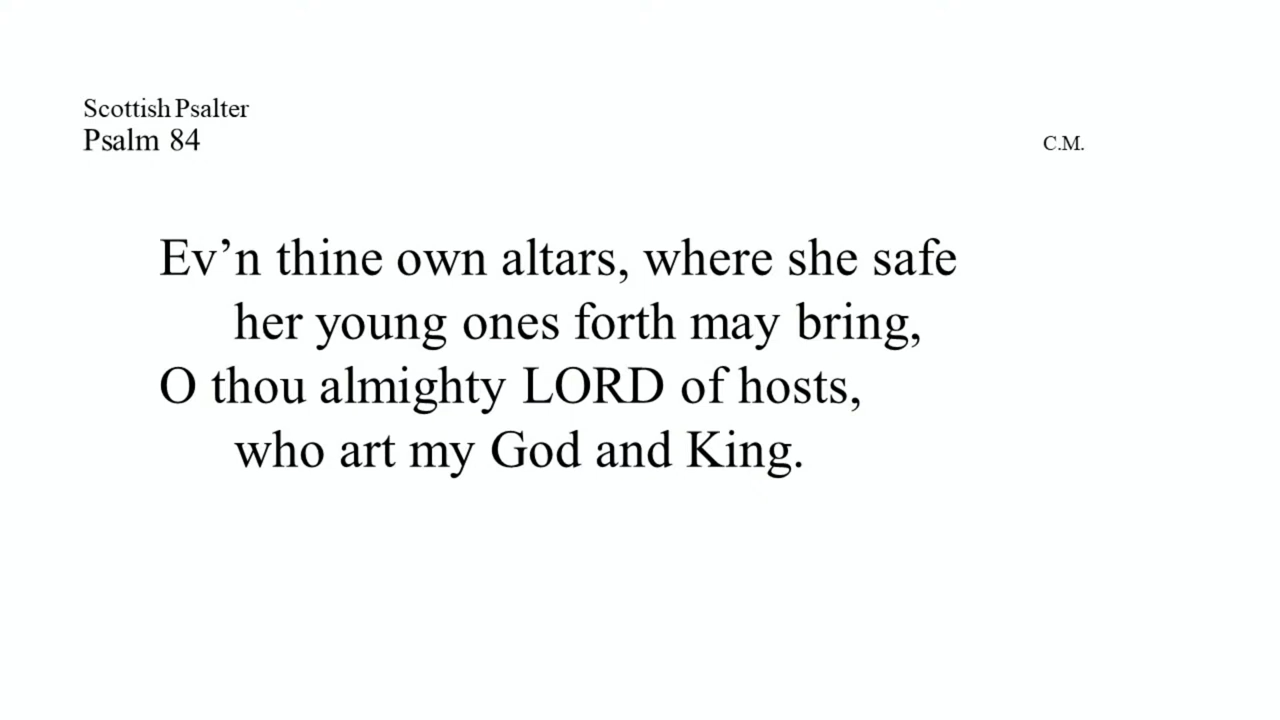 Scottish Psalter
Psalm 84
C.M.
Ev’n thine own altars, where she safe
her young ones forth may bring,
O thou almighty LORD of hosts,
who art my God and King.